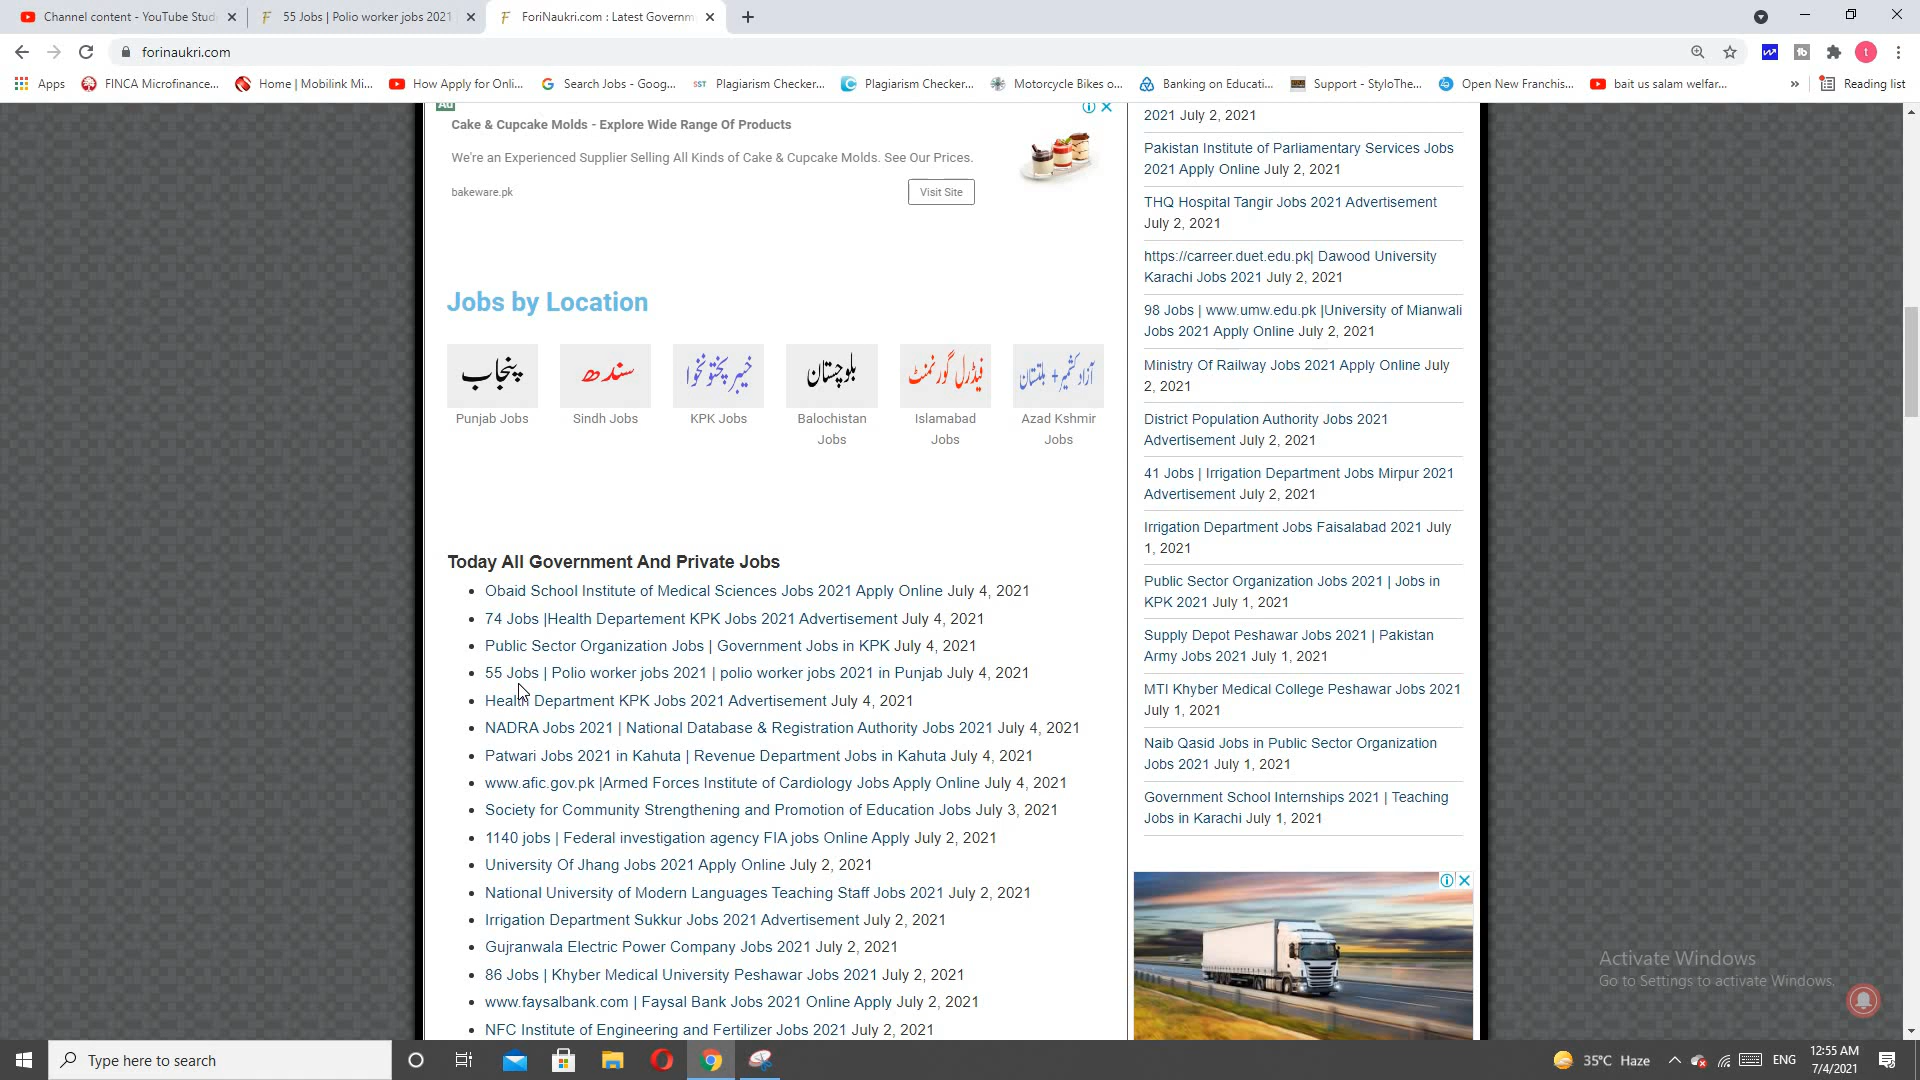 Channel content - YouTube Stud
55 Jobs | Polio worker jobs 2021
ForiNaukri.com : Latest Governm
forinaukri.com
Apps
FINCA Microfinance...
Home | Mobilink Mi...
How Apply for Onli...
Search Jobs - Goog...
SST
Plagiarism Checker...
Plagiarism Checker...
Motorcycle Bikes o...
Banking on Educati...
Support - StyloThe...
Open New Franchis...
bait us salam welfar...
»
Reading list
Ad
Cake & Cupcake Molds - Explore Wide Range Of Products
We're an Experienced Supplier Selling All Kinds of Cake & Cupcake Molds. See Our Prices.
bakeware.pk
Visit Site
Jobs by Location
پنجاب
سندھ
خیبر پختونخوا
بلوچستان
فیڈرل گورنمنٹ
آزاد کشمیر + بلتستان
Punjab Jobs
Sindh Jobs
KPK Jobs
Balochistan
Jobs
Islamabad
Jobs
Azad Kshmir
Jobs
Today All Government And Private Jobs
Obaid School Institute of Medical Sciences Jobs 2021 Apply Online July 4, 2021
74 Jobs |Health Departement KPK Jobs 2021 Advertisement July 4, 2021
Public Sector Organization Jobs | Government Jobs in KPK July 4, 2021
55 Jobs | Polio worker jobs 2021 | polio worker jobs 2021 in Punjab July 4, 2021
Health Department KPK Jobs 2021 Advertisement July 4, 2021
NADRA Jobs 2021 | National Database & Registration Authority Jobs 2021 July 4, 2021
Patwari Jobs 2021 in Kahuta | Revenue Department Jobs in Kahuta July 4, 2021
www.afic.gov.pk |Armed Forces Institute of Cardiology Jobs Apply Online July 4, 2021
Society for Community Strengthening and Promotion of Education Jobs July 3, 2021
1140 jobs | Federal investigation agency FIA jobs Online Apply July 2, 2021
University Of Jhang Jobs 2021 Apply Online July 2, 2021
National University of Modern Languages Teaching Staff Jobs 2021 July 2, 2021
Irrigation Department Sukkur Jobs 2021 Advertisement July 2, 2021
Gujranwala Electric Power Company Jobs 2021 July 2, 2021
86 Jobs | Khyber Medical University Peshawar Jobs 2021 July 2, 2021
www.faysalbank.com | Faysal Bank Jobs 2021 Online Apply July 2, 2021
NFC Institute of Engineering and Fertilizer Jobs 2021 July 2, 2021
2021 July 2, 2021
Pakistan Institute of Parliamentary Services Jobs
2021 Apply Online July 2, 2021
THQ Hospital Tangir Jobs 2021 Advertisement
July 2, 2021
https://carreer.duet.edu.pk| Dawood University
Karachi Jobs 2021 July 2, 2021
98 Jobs | www.umw.edu.pk |University of Mianwali
Jobs 2021 Apply Online July 2, 2021
Ministry Of Railway Jobs 2021 Apply Online July
2, 2021
District Population Authority Jobs 2021
Advertisement July 2, 2021
41 Jobs | Irrigation Department Jobs Mirpur 2021
Advertisement July 2, 2021
Irrigation Department Jobs Faisalabad 2021 July
1, 2021
Public Sector Organization Jobs 2021 | Jobs in
KPK 2021 July 1, 2021
Supply Depot Peshawar Jobs 2021 | Pakistan
Army Jobs 2021 July 1, 2021
MTI Khyber Medical College Peshawar Jobs 2021
July 1, 2021
Naib Qasid Jobs in Public Sector Organization
Jobs 2021 July 1, 2021
Government School Internships 2021 | Teaching
Jobs in Karachi July 1, 2021
Activate Windows
Go to Settings to activate Windows.
Type here to search
35°C Haze
ENG
12:55 AM
7/4/2021